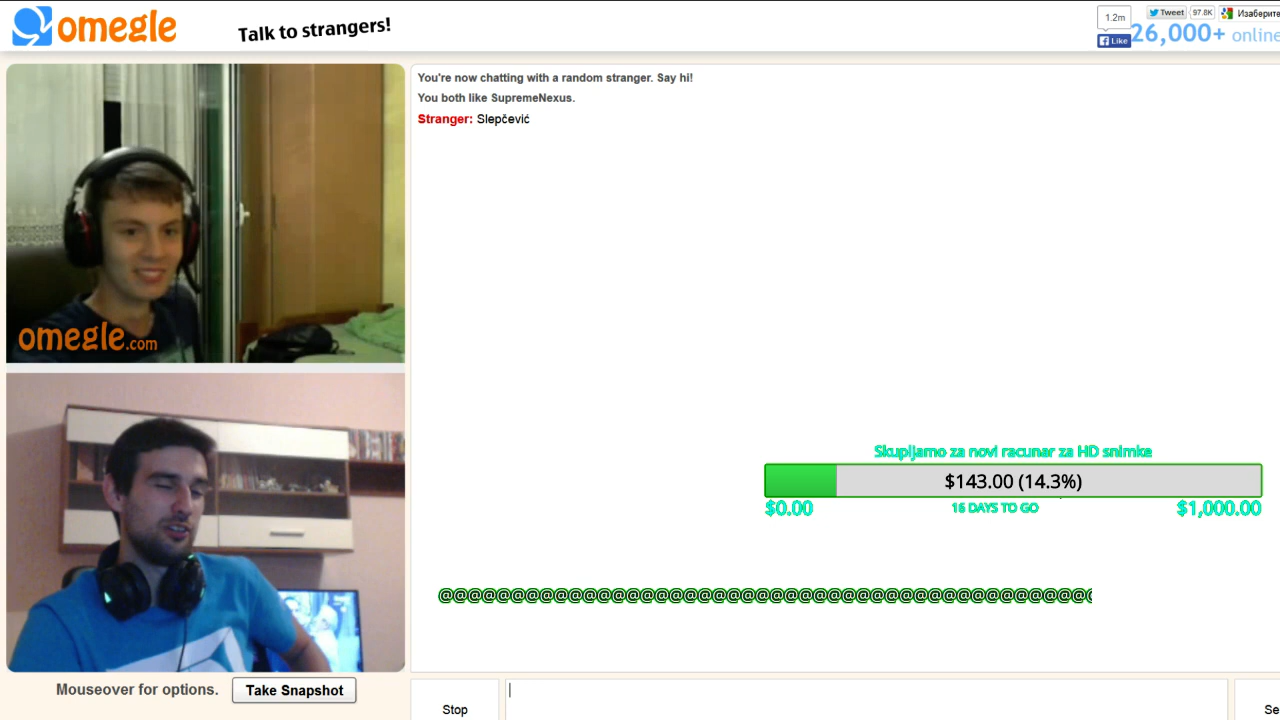 omegle
Talk to strangers!
1.2m
Like
Tweet
97.8K
Изаберите
26,000+ online
You're now chatting with a random stranger. Say hi!
You both like SupremeNexus.
Stranger: Slepčević
omegle.com
Skupljamo za novi racunar za HD snimke
$143.00 (14.3%)
$0.00
16 DAYS TO GO
$1,000.00
@@@@@@@@@@@@@@@@@@@@@@@@@@@@@@@@@@@@@@@@@@@@@
Mouseover for options.
Take Snapshot
Stop
Se